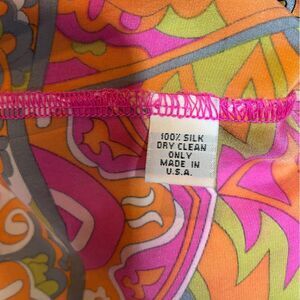 100% SILK
DRY CLEAN
ONLY
MADE IN
U.S.A.